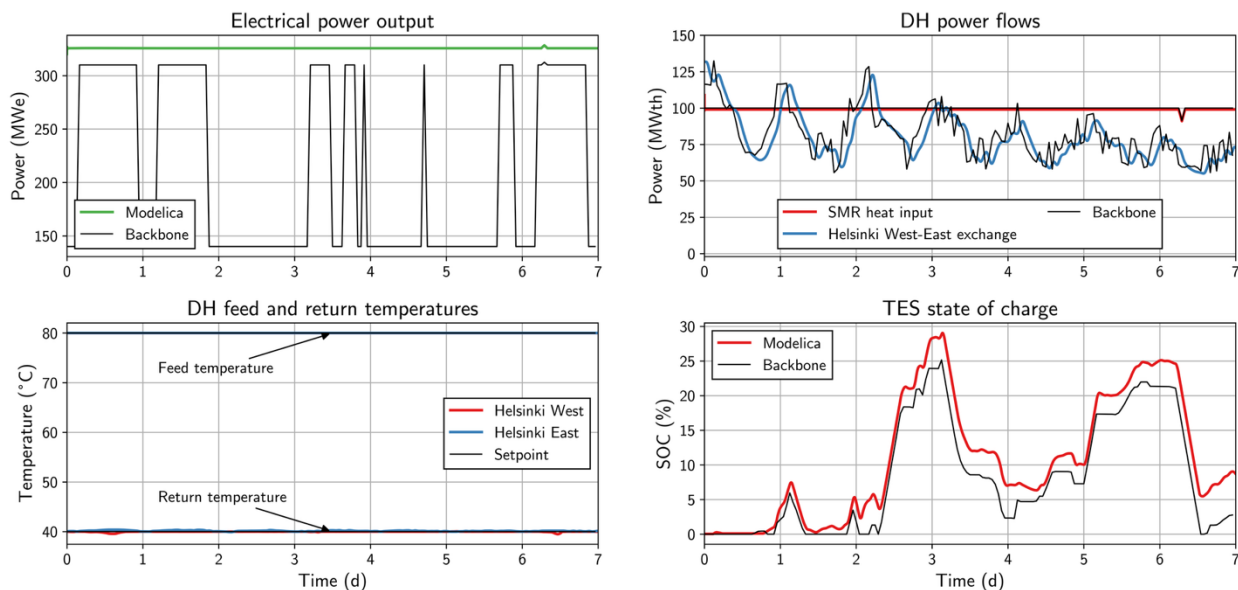 Electrical power output
Power (MWe)
300
250
200
150
Modelica
Backbone
0 1 2 3 4 5 6 7
DH power flows
Power (MWth)
150
125
100
75
50
25
0
SMR heat input
Helsinki West-East exchange
Backbone
0 1 2 3 4 5 6 7
DH feed and return temperatures
Temperature (°C)
80
70
60
50
40
Feed temperature
Helsinki West
Helsinki East
Setpoint
Return temperature
0 1 2 3 4 5 6 7
Time (d)
TES state of charge
SOC (%)
30
25
20
15
10
5
0
Modelica
Backbone
0 1 2 3 4 5 6 7
Time (d)